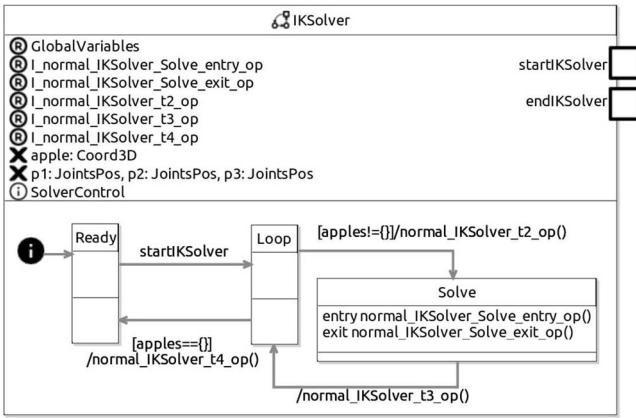 IKSolver
R GlobalVariables
R I_normal_IKSolver_Solve_entry_op
R I_normal_IKSolver_Solve_exit_op
R I_normal_IKSolver_t2_op
R I_normal_IKSolver_t3_op
R I_normal_IKSolver_t4_op
apple: Coord3D
p1: JointsPos, p2: JointsPos, p3: JointsPos
i SolverControl
startIKSolver
endIKSolver
i
Ready
startIKSolver
Loop
[apples!={}]/normal_IKSolver_t2_op()
Solve
entry normal_IKSolver_Solve_entry_op()
exit normal_IKSolver_Solve_exit_op()
[apples=={}]
/normal_IKSolver_t4_op()
/normal_IKSolver_t3_op()